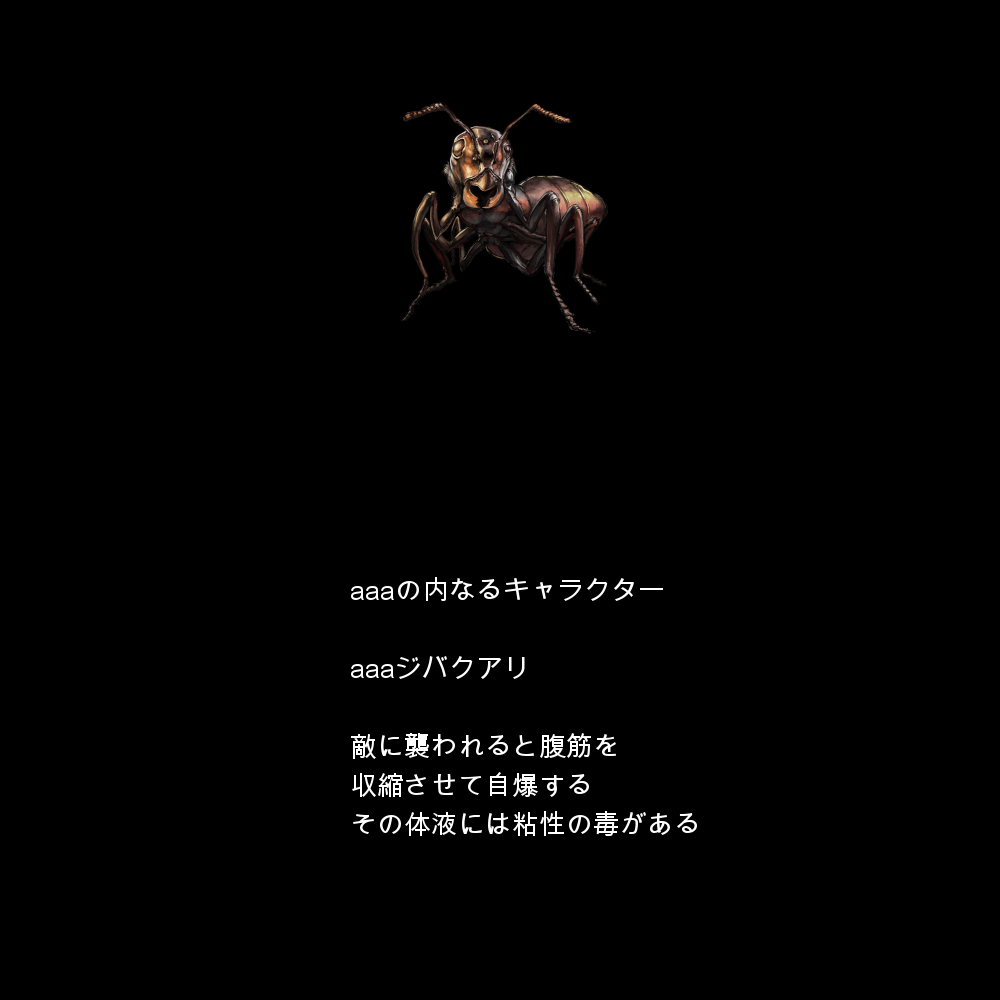 aaaの内なるキャラクター
aaaジバクアリ
敵に襲われると腹筋を
収縮させて自爆する
その体液には粘性の毒がある